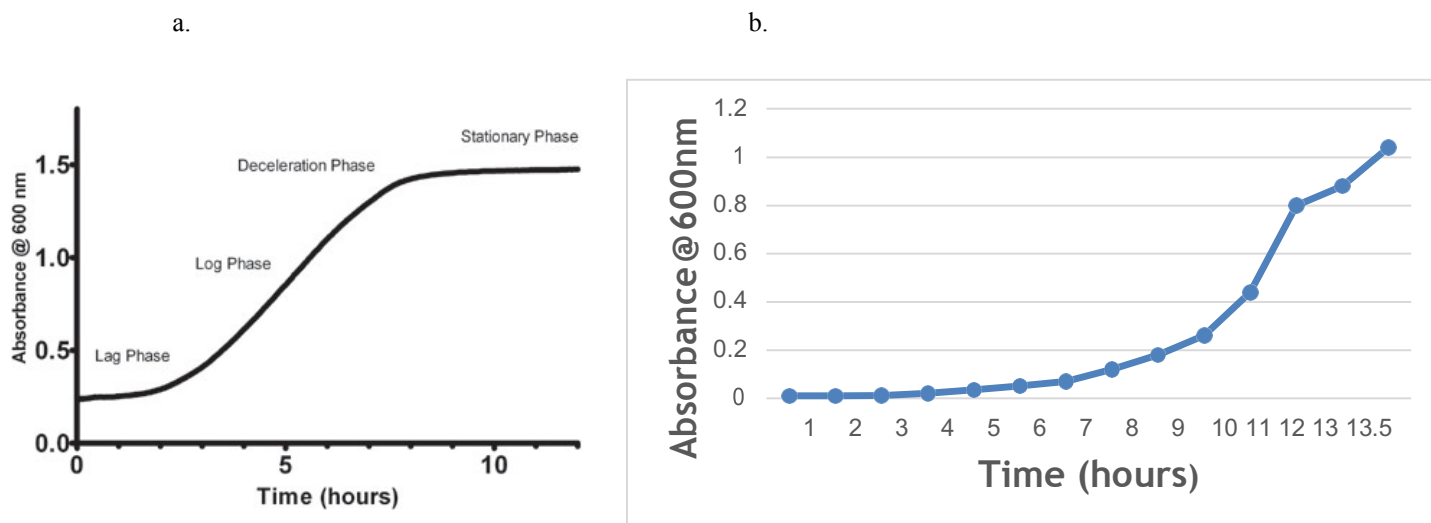 a.
b.
Absorbance @ 600 nm
1.5
1.0
0.5
0.0
Stationary Phase
Deceleration Phase
Log Phase
Lag Phase
0
5
10
Time (hours)
Absorbance@600nm
1.2
1
0.8
0.6
0.4
0.2
0
1 2 3 4 5 6 7 8 9 10 11 12 13 13.5
Time (hours)